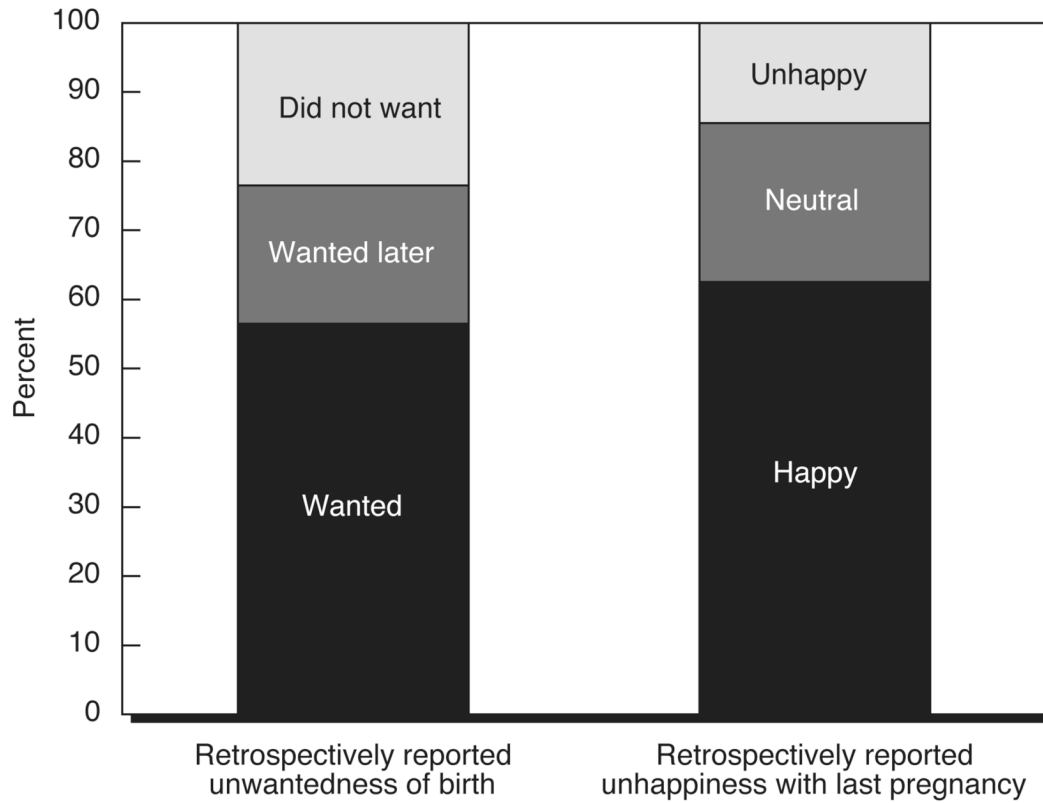 100
90
80
70
60
50
40
30
20
10
0
Percent
Did not want
Wanted later
Wanted
Unhappy
Neutral
Happy
Retrospectively reported
unwantedness of birth
Retrospectively reported
unhappiness with last pregnancy